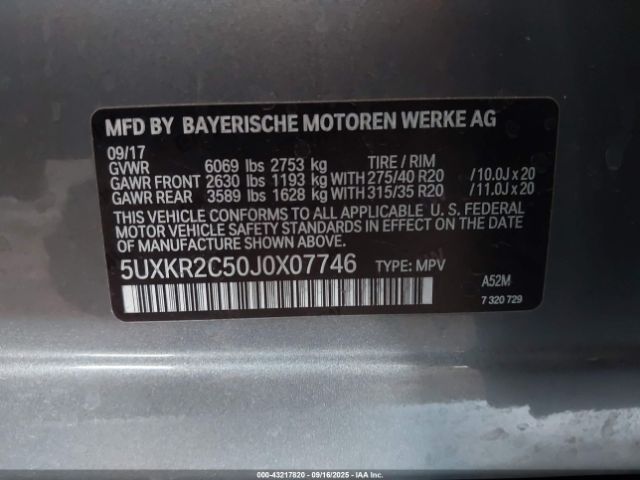 MFD BY BAYERISCHE MOTOREN WERKE AG
09/17
GVWR 6069 lbs 2753 kg TIRE / RIM
GAWR FRONT 2630 lbs 1193 kg WITH 275/40 R20 / 10.0J x 20
GAWR REAR 3589 lbs 1628 kg WITH 315/35 R20 / 11.0J x 20
THIS VEHICLE CONFORMS TO ALL APPLICABLE U. S. FEDERAL
MOTOR VEHICLE SAFETY STANDARDS IN EFFECT ON THE DATE
OF MANUFACTURE SHOWN ABOVE.
5UXKR2C50J0X07746 TYPE: MPV
A52M
7 320 729
000-43217820 - 09/16/2025 - IAAI.COM